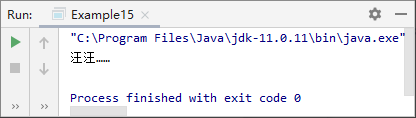 Run: Example15
"C:\Program Files\Java\jdk-11.0.11\bin\java.exe"
汪汪……
Process finished with exit code 0